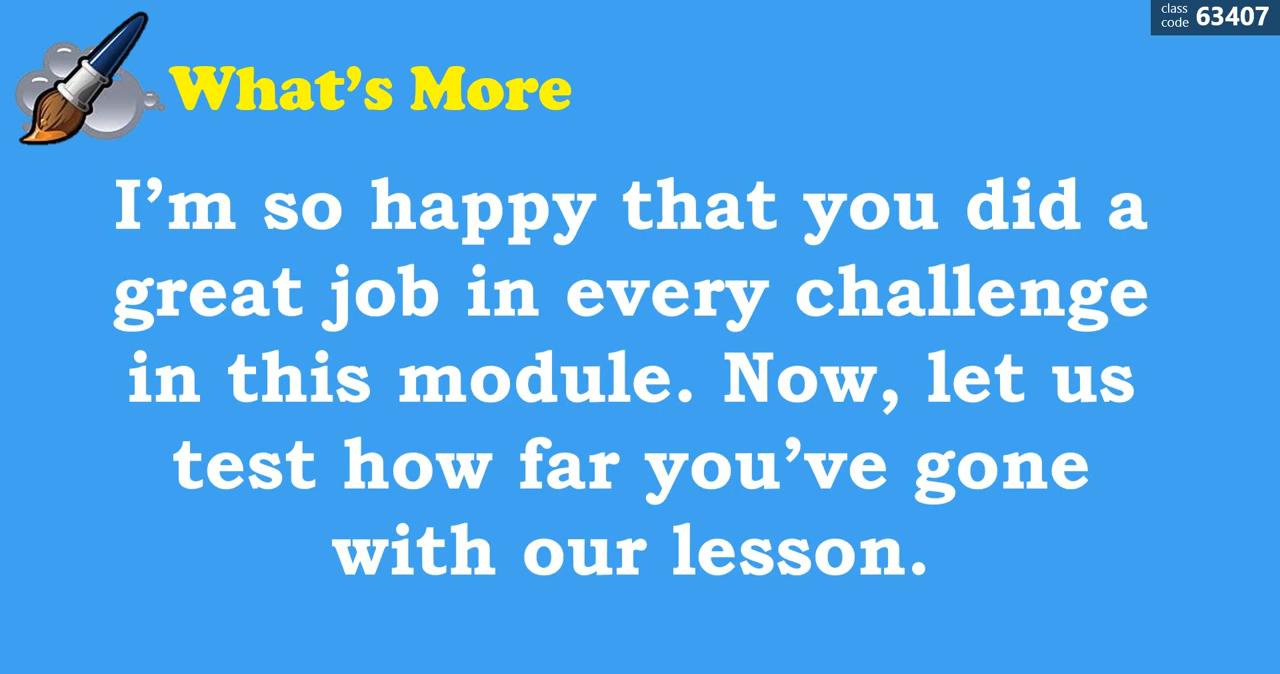 class
code 63407
What’s More
I’m so happy that you did a
great job in every challenge
in this module. Now, let us
test how far you’ve gone
with our lesson.